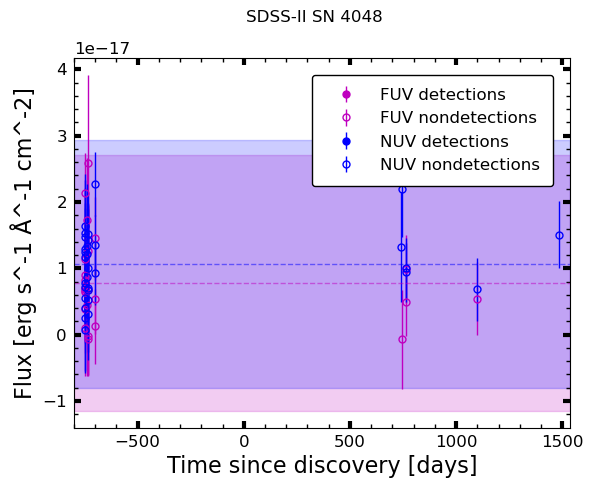 SDSS-II SN 4048
1e−17
4
3
2
1
0
−1
Flux [erg s^-1 Å^-1 cm^-2]
FUV detections
FUV nondetections
NUV detections
NUV nondetections
−500 0 500 1000 1500
Time since discovery [days]